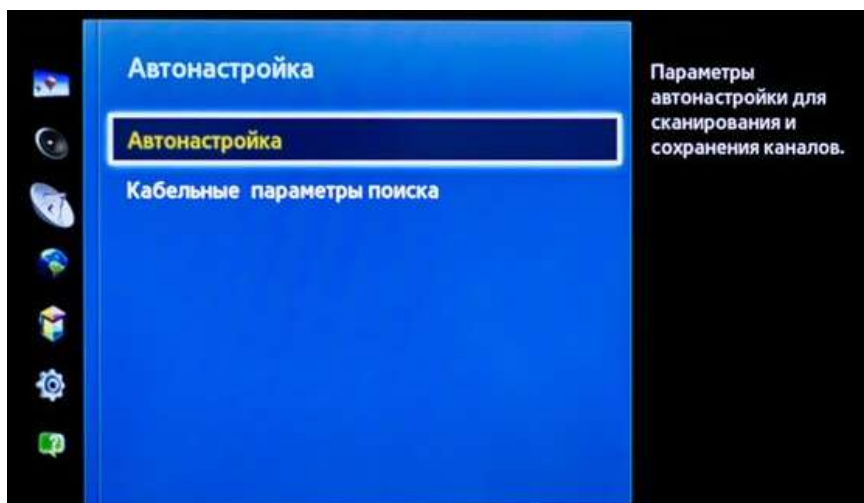 Автонастройка
Автонастройка
Кабельные параметры поиска
Параметры
автонастройки для
сканирования и
сохранения каналов.